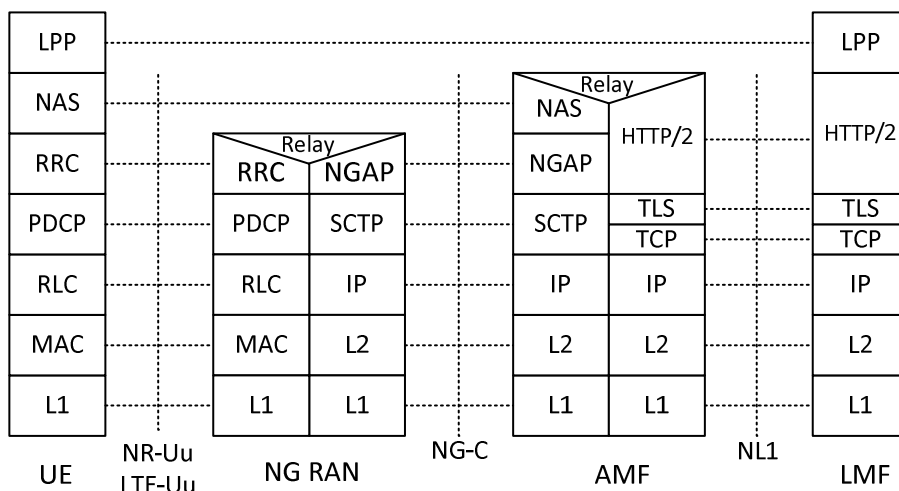 LPP LPP
Relay
NAS NAS
HTTP/2 HTTP/2
Relay
RRC RRC NGAP NGAP
PDCP PDCP SCTP SCTP TLS TLS
TCP TCP
RLC RLC IP IP IP IP
MAC MAC L2 L2 L2 L2
L1 L1 L1 L1 L1 L1
NR-Uu NG-C NL1
LTE-Uu
UE NG RAN AMF LMF